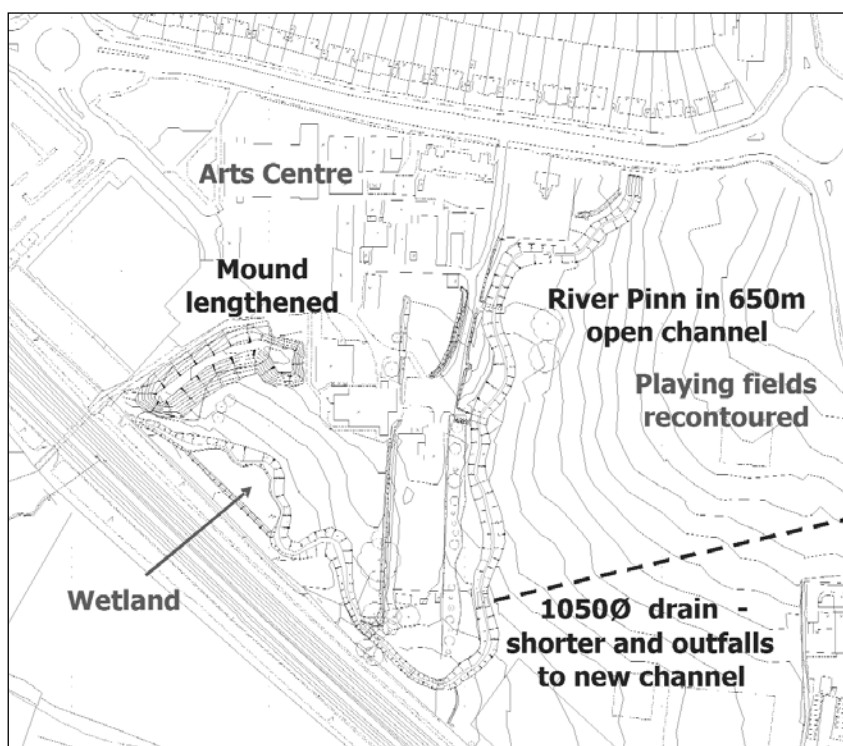 Arts Centre
Mound
lengthened
River Pinn in 650m
open channel
Playing fields
recontoured
Wetland
1050Ø drain -
shorter and outfalls
to new channel